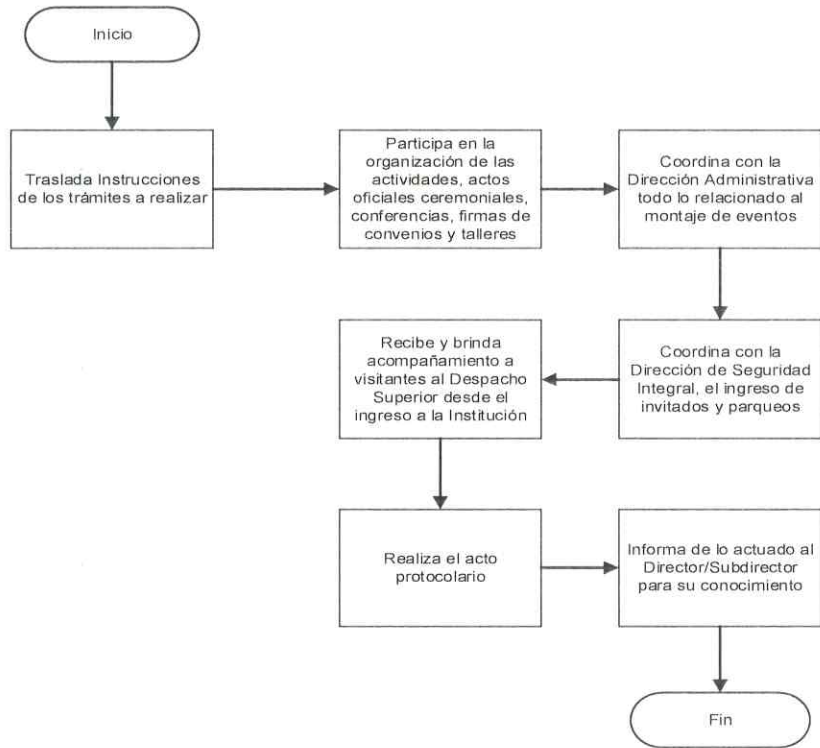 Inicio
Traslada Instrucciones
de los trámites a realizar
Participa en la
organización de las
actividades, actos
oficiales ceremoniales,
conferencias, firmas de
convenios y talleres
Coordina con la
Dirección Administrativa
todo lo relacionado al
montaje de eventos
Coordina con la
Dirección de Seguridad
Integral, el ingreso de
invitados y parqueos
Recibe y brinda
acompañamiento a
visitantes al Despacho
Superior desde el
ingreso a la Institución
Realiza el acto
protocolario
Informa de lo actuado al
Director/Subdirector
para su conocimiento
Fin